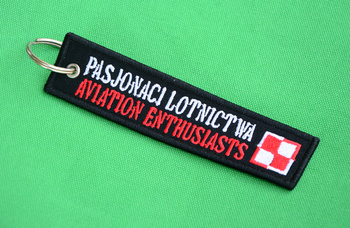 PASJONACI LOTNICTWA
AVIATION ENTHUSIASTS